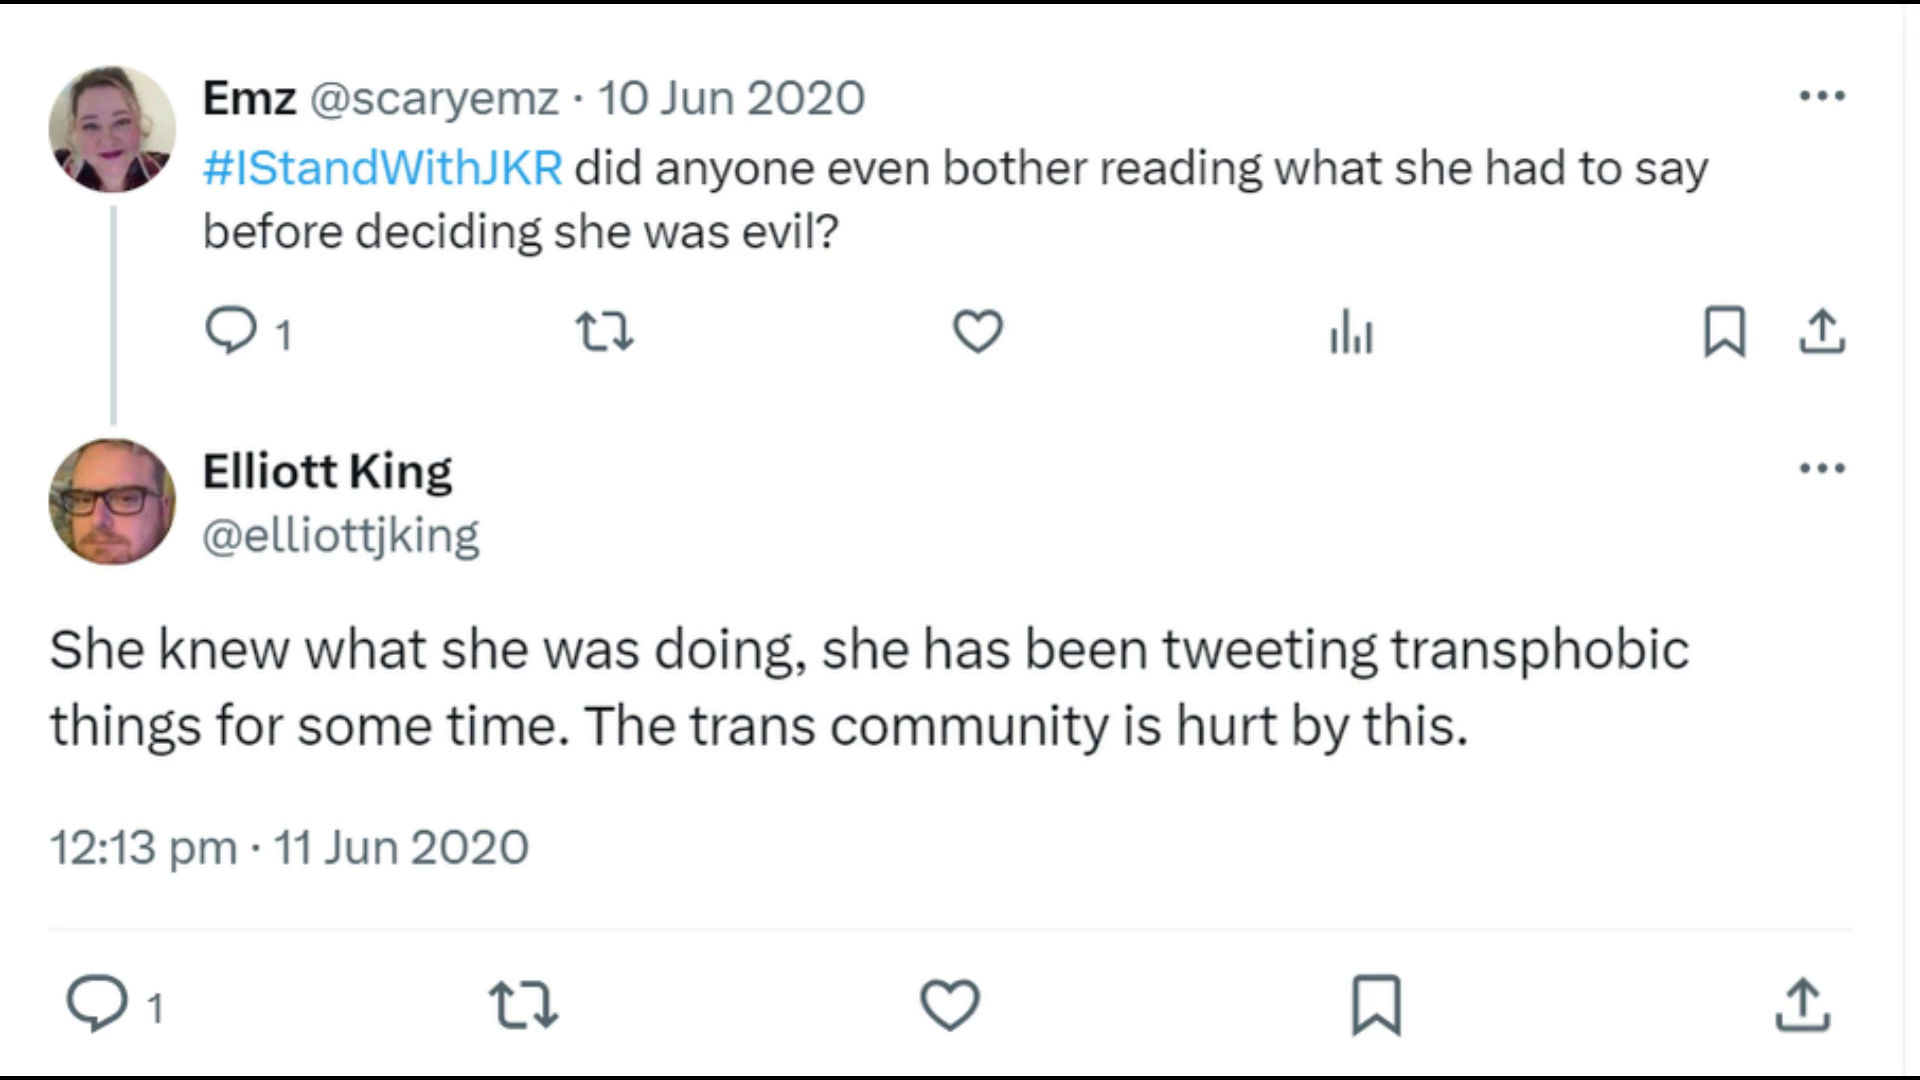 Emz @scaryemz · 10 Jun 2020
#IStandWithJKR did anyone even bother reading what she had to say
before deciding she was evil?
1
Elliott King
@elliottjking
She knew what she was doing, she has been tweeting transphobic
things for some time. The trans community is hurt by this.
12:13 pm · 11 Jun 2020
1